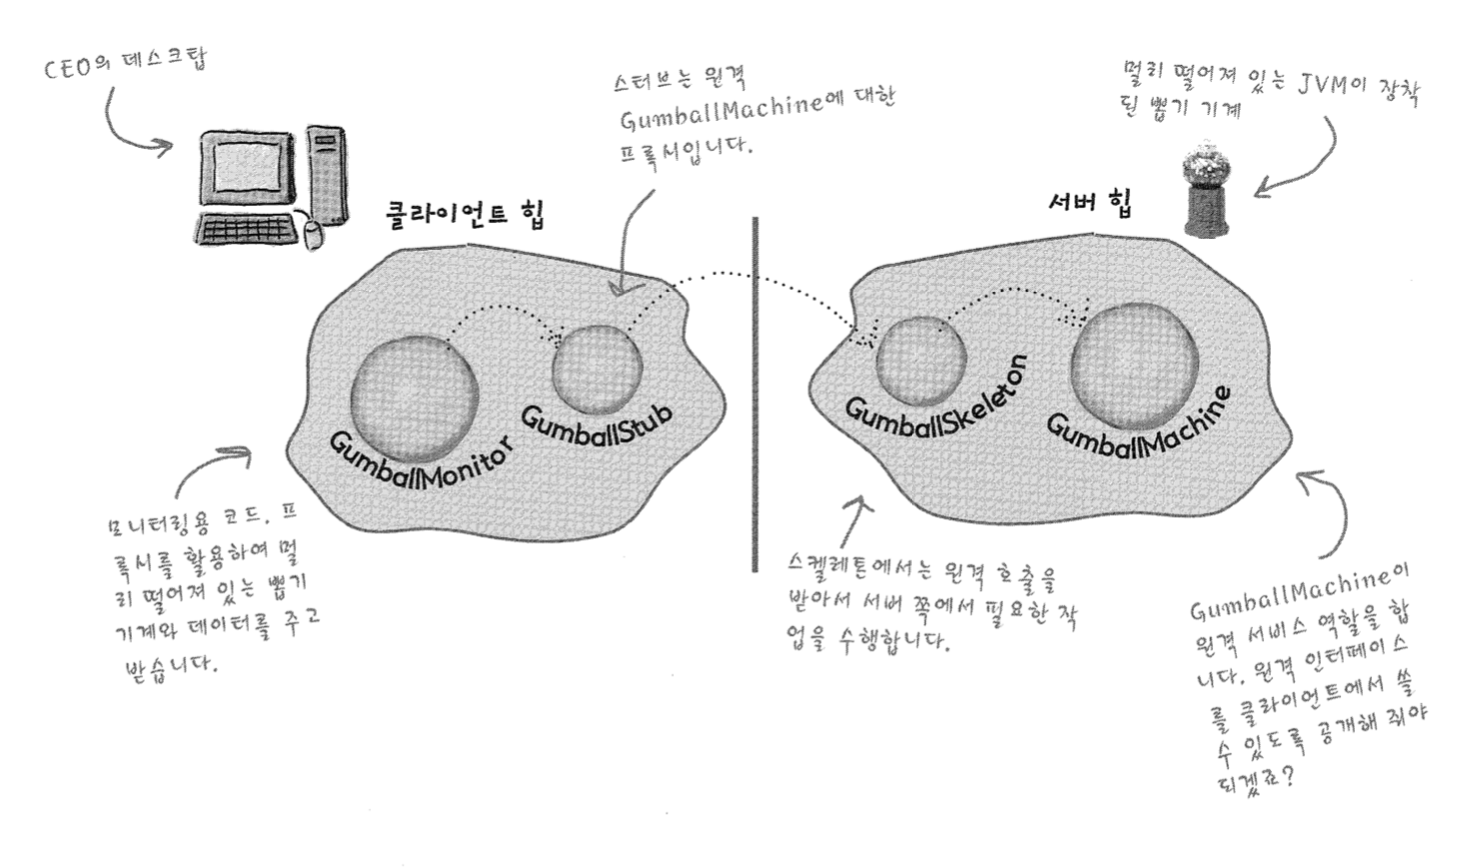 CEO의 데스크탑
스터브는 원격
GumballMachine에 대한
프록시입니다.
멀리 떨어져 있는 JVM이 장착
된 뽑기 기계
클라이언트 힙
서버 힙
GumballMonitor
GumballStub
GumballSkeleton
GumballMachine
모니터링용 코드. 프
록시를 활용하여 멀
리 떨어져 있는 뽑기
기계와 데이터를 주고
받습니다.
스켈레톤에서는 원격 호출을
받아서 서버 쪽에서 필요한 작
업을 수행합니다.
GumballMachine이
원격 서비스 역할을 합
니다. 원격 인터페이스
를 클라이언트에서 쓸
수 있도록 공개해 줘야
되겠죠?